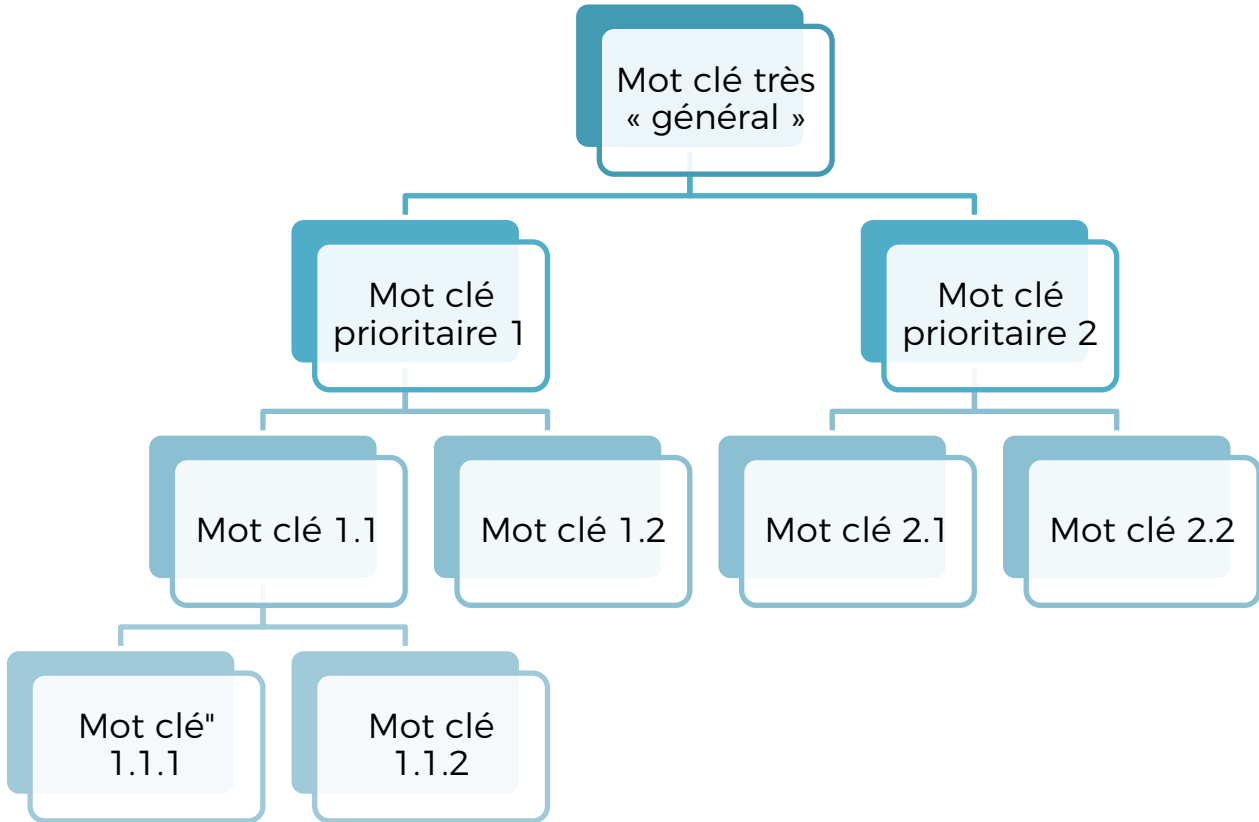 Mot clé très
« général »
Mot clé
prioritaire 1
Mot clé
prioritaire 2
Mot clé 1.1
Mot clé 1.2
Mot clé 2.1
Mot clé 2.2
Mot clé"
1.1.1
Mot clé
1.1.2